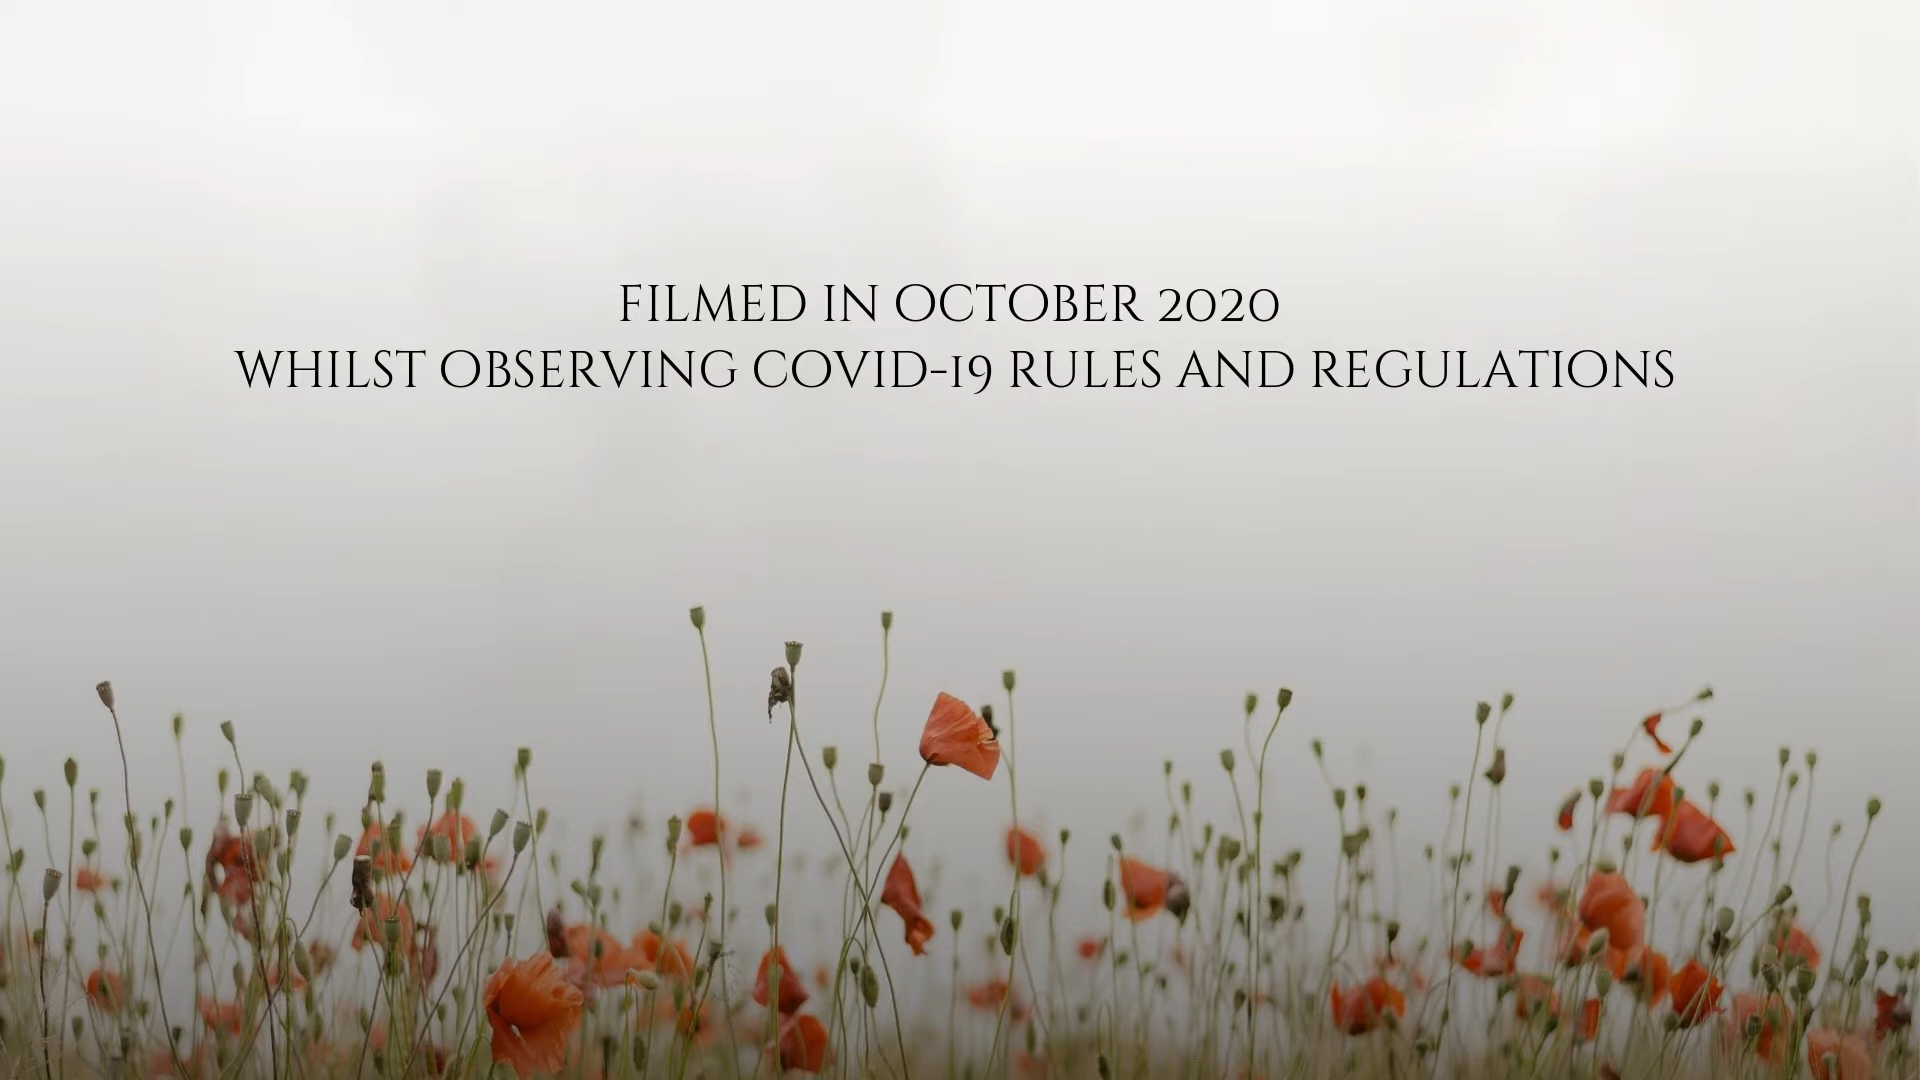 FILMED IN OCTOBER 2020
WHILST OBSERVING COVID-19 RULES AND REGULATIONS